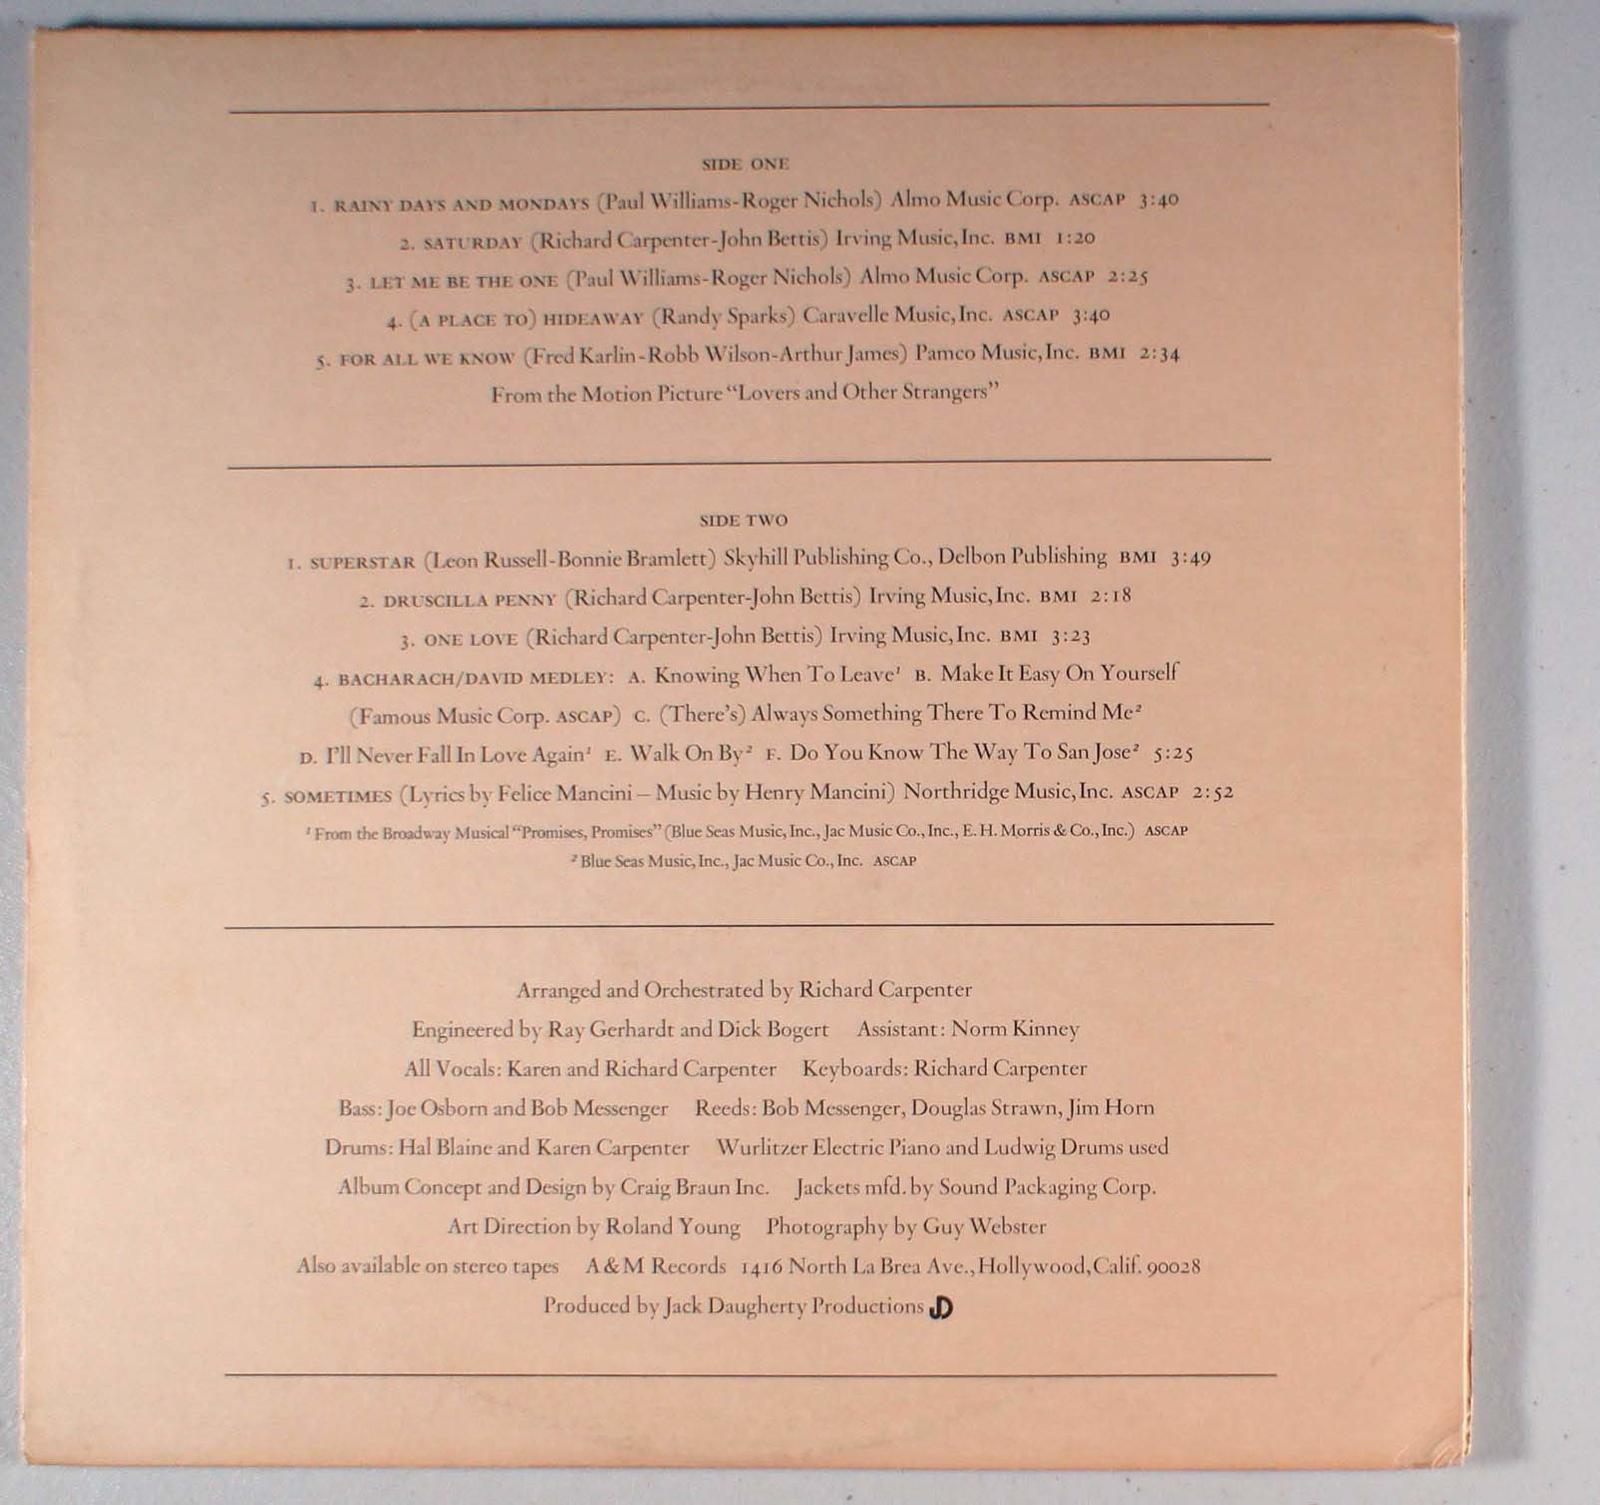 SIDE ONE
1. RAINY DAYS AND MONDAYS (Paul Williams-Roger Nichols) Almo Music Corp. ASCAP 3:40
2. SATURDAY (Richard Carpenter-John Bettis) Irving Music, Inc. BMI 1:20
3. LET ME BE THE ONE (Paul Williams-Roger Nichols) Almo Music Corp. ASCAP 2:25
4. (A PLACE TO) HIDEAWAY (Randy Sparks) Caravelle Music, Inc. ASCAP 3:40
5. FOR ALL WE KNOW (Fred Karlin-Robb Wilson-Arthur James) Pamco Music, Inc. BMI 2:34
From the Motion Picture "Lovers and Other Strangers"
SIDE TWO
1. SUPERSTAR (Leon Russell-Bonnie Bramlett) Skyhill Publishing Co., Delbon Publishing BMI 3:49
2. DRUSCILLA PENNY (Richard Carpenter-John Bettis) Irving Music, Inc. BMI 2:18
3. ONE LOVE (Richard Carpenter-John Bettis) Irving Music, Inc. BMI 3:23
4. BACHARACH/DAVID MEDLEY: A. Knowing When To Leave¹ B. Make It Easy On Yourself
(Famous Music Corp. ASCAP) C. (There's) Always Something There To Remind Me²
D. I'll Never Fall In Love Again¹ E. Walk On By² F. Do You Know The Way To San Jose² 5:25
5. SOMETIMES (Lyrics by Felice Mancini – Music by Henry Mancini) Northridge Music, Inc. ASCAP 2:52
¹ From the Broadway Musical "Promises, Promises" (Blue Seas Music, Inc., Jac Music Co., Inc., E. H. Morris & Co., Inc.) ASCAP
² Blue Seas Music, Inc., Jac Music Co., Inc. ASCAP
Arranged and Orchestrated by Richard Carpenter
Engineered by Ray Gerhardt and Dick Bogert Assistant: Norm Kinney
All Vocals: Karen and Richard Carpenter Keyboards: Richard Carpenter
Bass: Joe Osborn and Bob Messenger Reeds: Bob Messenger, Douglas Strawn, Jim Horn
Drums: Hal Blaine and Karen Carpenter Wurlitzer Electric Piano and Ludwig Drums used
Album Concept and Design by Craig Braun Inc. Jackets mfd. by Sound Packaging Corp.
Art Direction by Roland Young Photography by Guy Webster
Also available on stereo tapes A&M Records 1416 North La Brea Ave., Hollywood, Calif. 90028
Produced by Jack Daugherty Productions JD